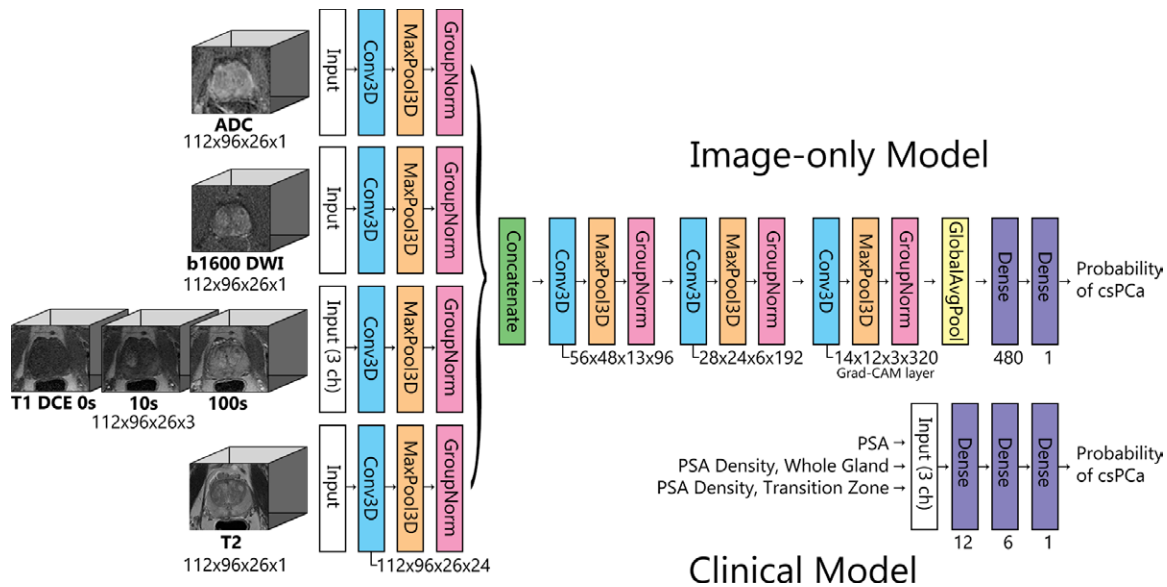 ADC
112x96x26x1
Input
Conv3D
MaxPool3D
GroupNorm
b1600 DWI
112x96x26x1
Input
Conv3D
MaxPool3D
GroupNorm
T1 DCE 0s
10s
100s
112x96x26x3
Input (3 ch)
Conv3D
MaxPool3D
GroupNorm
T2
112x96x26x1
Input
Conv3D
MaxPool3D
GroupNorm
112x96x26x24
Image-only Model
Concatenate
Conv3D
MaxPool3D
GroupNorm
56x48x13x96
Conv3D
MaxPool3D
GroupNorm
28x24x6x192
Conv3D
MaxPool3D
GroupNorm
14x12x3x320
Grad-CAM layer
GlobalAvgPool
Dense
480
Dense
1
Probability
of csPCa
PSA
PSA Density, Whole Gland
PSA Density, Transition Zone
Input (3 ch)
Dense
12
Dense
6
Dense
1
Probability
of csPCa
Clinical Model